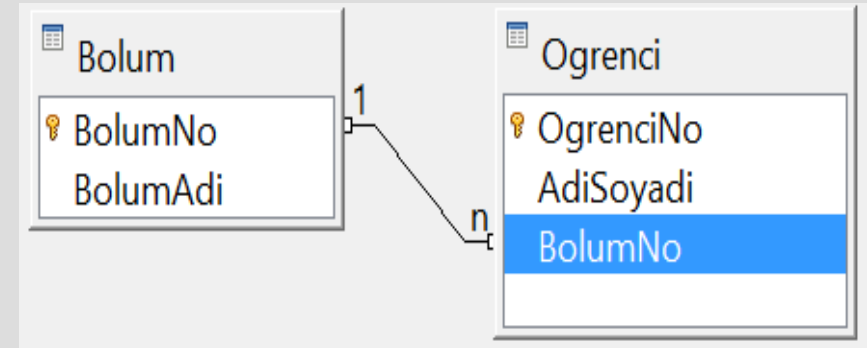 Bolum
BolumNo
BolumAdi
1
n
Ogrenci
OgrenciNo
AdiSoyadi
BolumNo